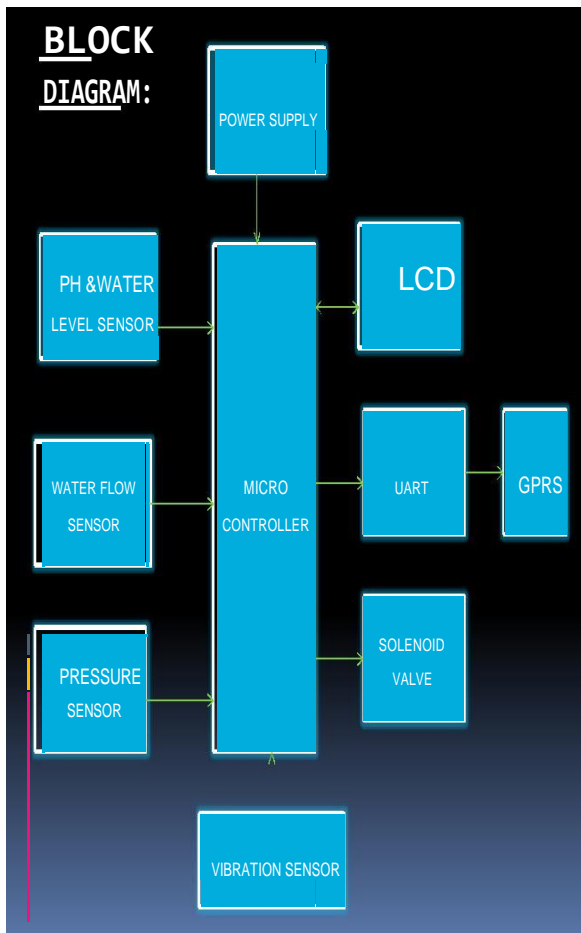 BLOCK
DIAGRAM:
POWER SUPPLY
PH &WATER
LEVEL SENSOR
LCD
WATER FLOW
SENSOR
MICRO
CONTROLLER
UART
GPRS
PRESSURE
SENSOR
SOLENOID
VALVE
VIBRATION SENSOR